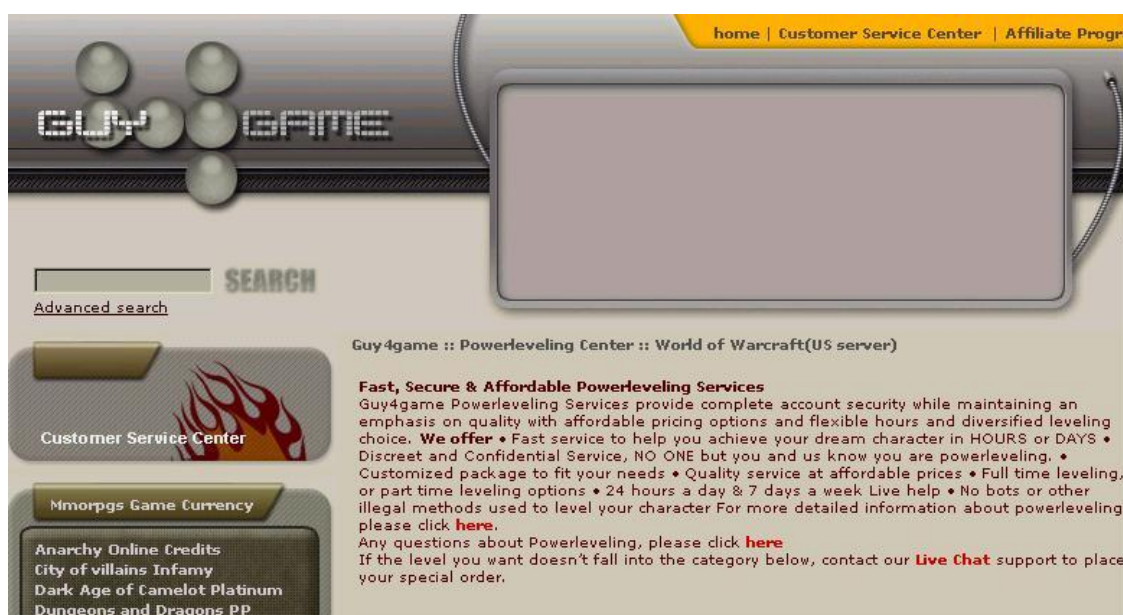 home | Customer Service Center | Affiliate Progr
GUY GAME
SEARCH
Advanced search
Guy4game :: Powerleveling Center :: World of Warcraft(US server)
Fast, Secure & Affordable Powerleveling Services
Guy4game Powerleveling Services provide complete account security while maintaining an
emphasis on quality with affordable pricing options and flexible hours and diversified leveling
choice. We offer • Fast service to help you achieve your dream character in HOURS or DAYS •
Discreet and Confidential Service, NO ONE but you and us know you are powerleveling. •
Customized package to fit your needs • Quality service at affordable prices • Full time leveling,
or part time leveling options • 24 hours a day & 7 days a week Live help • No bots or other
illegal methods used to level your character For more detailed information about powerleveling
please click here.
Any questions about Powerleveling, please click here
If the level you want doesn't fall into the category below, contact our Live Chat support to place
your special order.
Customer Service Center
Mmorpgs Game Currency
Anarchy Online Credits
City of villains Infamy
Dark Age of Camelot Platinum
Dungeons and Dragons PP